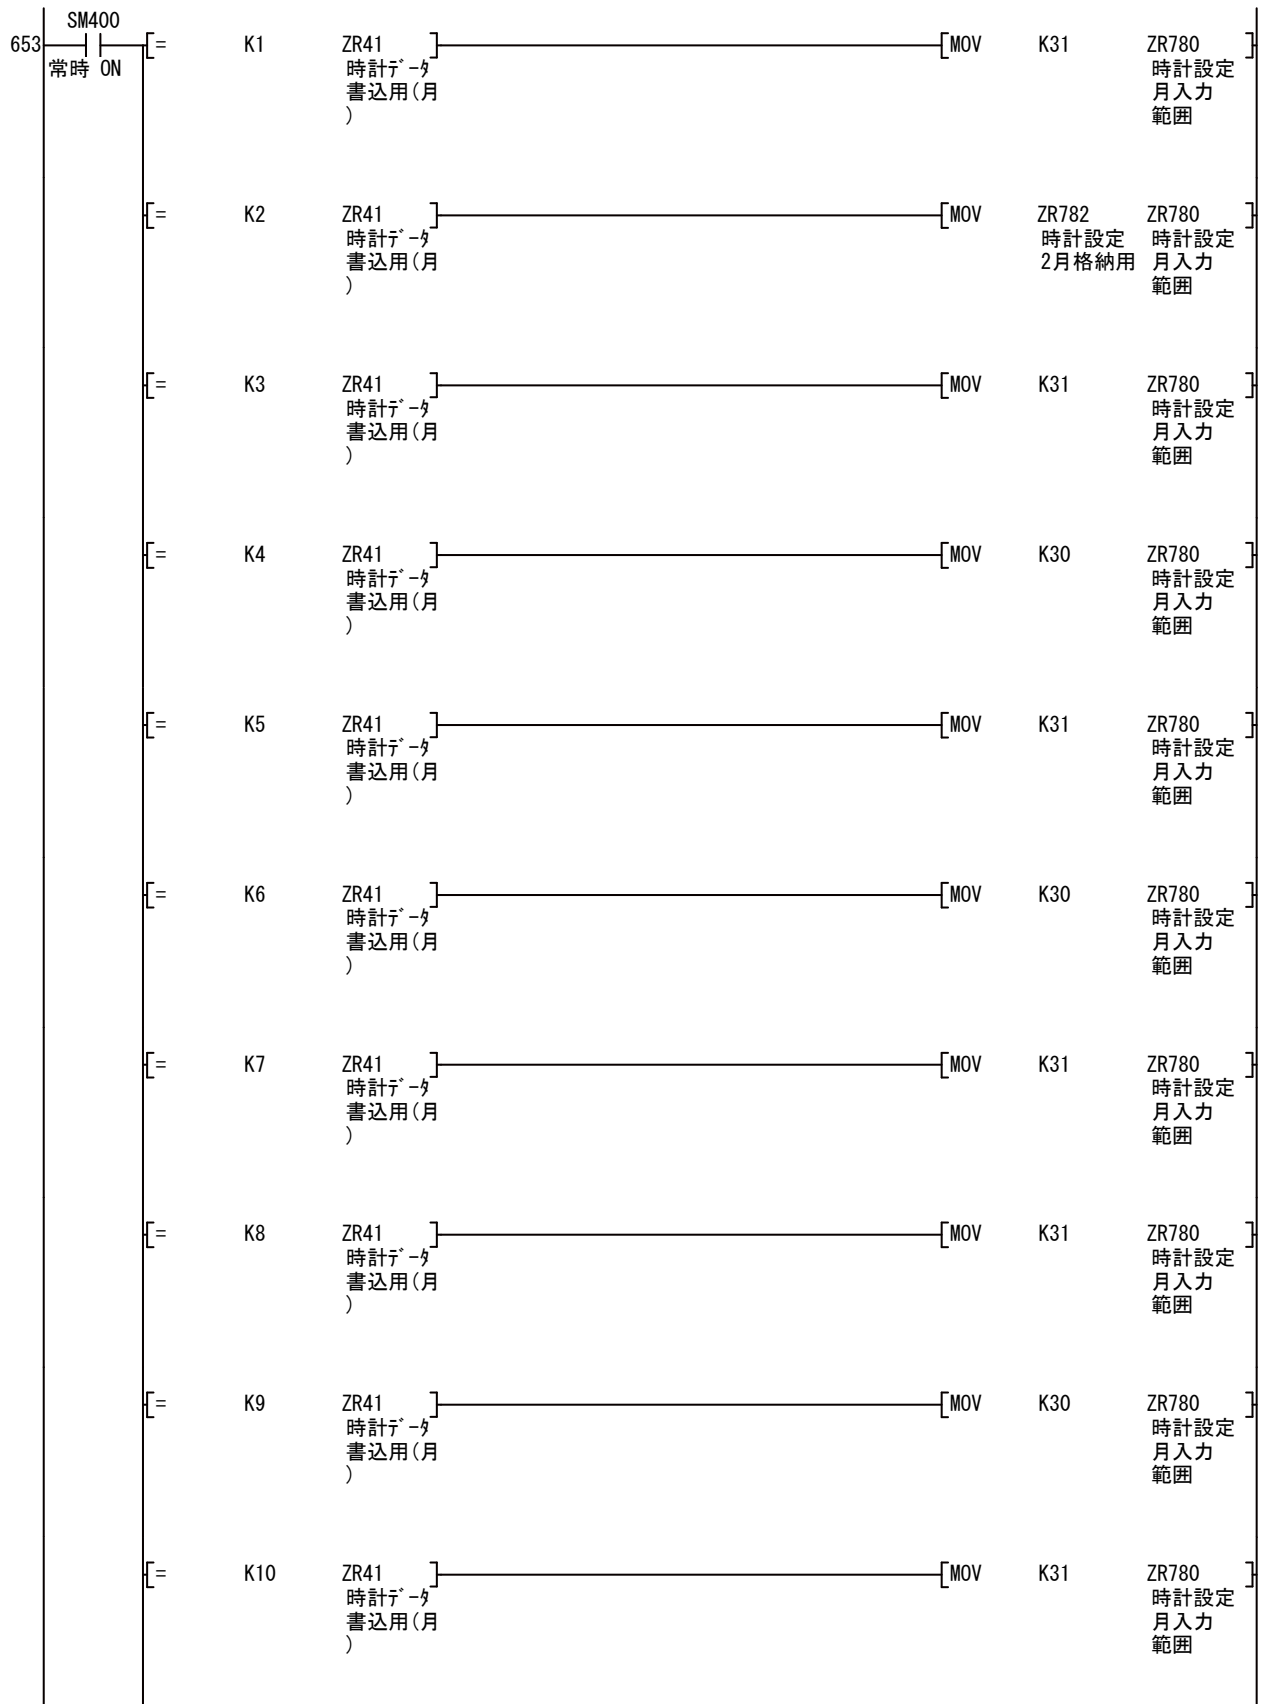 SM400
653 [= K1 ZR41 ] [MOV K31 ZR780 ]
常時 ON 時計ﾃﾞｰﾀ 時計設定
書込用(月 月入力
) 範囲
[= K2 ZR41 ] [MOV ZR782 ZR780 ]
時計ﾃﾞｰﾀ 時計設定 時計設定
書込用(月 2月格納用 月入力
) 範囲
[= K3 ZR41 ] [MOV K31 ZR780 ]
時計ﾃﾞｰﾀ 時計設定
書込用(月 月入力
) 範囲
[= K4 ZR41 ] [MOV K30 ZR780 ]
時計ﾃﾞｰﾀ 時計設定
書込用(月 月入力
) 範囲
[= K5 ZR41 ] [MOV K31 ZR780 ]
時計ﾃﾞｰﾀ 時計設定
書込用(月 月入力
) 範囲
[= K6 ZR41 ] [MOV K30 ZR780 ]
時計ﾃﾞｰﾀ 時計設定
書込用(月 月入力
) 範囲
[= K7 ZR41 ] [MOV K31 ZR780 ]
時計ﾃﾞｰﾀ 時計設定
書込用(月 月入力
) 範囲
[= K8 ZR41 ] [MOV K31 ZR780 ]
時計ﾃﾞｰﾀ 時計設定
書込用(月 月入力
) 範囲
[= K9 ZR41 ] [MOV K30 ZR780 ]
時計ﾃﾞｰﾀ 時計設定
書込用(月 月入力
) 範囲
[= K10 ZR41 ] [MOV K31 ZR780 ]
時計ﾃﾞｰﾀ 時計設定
書込用(月 月入力
) 範囲